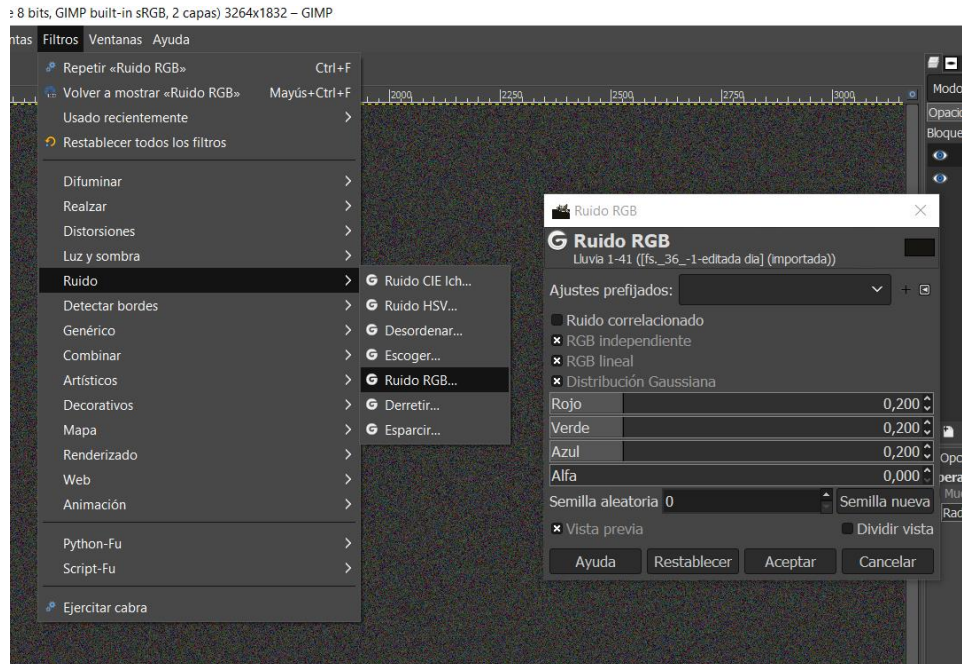 e 8 bits, GIMP built-in sRGB, 2 capas) 3264x1832 – GIMP
ntas Filtros Ventanas Ayuda
Repetir «Ruido RGB» Ctrl+F
Volver a mostrar «Ruido RGB» Mayús+Ctrl+F
Usado recientemente
Restablecer todos los filtros
Difuminar
Realzar
Distorsiones
Luz y sombra
Ruido
Detectar bordes
Genérico
Combinar
Artísticos
Decorativos
Mapa
Renderizado
Web
Animación
Python-Fu
Script-Fu
Ejercitar cabra
Ruido CIE lch...
Ruido HSV...
Desordenar...
Escoger...
Ruido RGB...
Derretir...
Esparcir...
2000 2250 2500 2750 3000
Ruido RGB
Ruido RGB
Lluvia 1-41 ([fs._36_-1-editada dia] (importada))
Ajustes prefijados:
Ruido correlacionado
RGB independiente
RGB lineal
Distribución Gaussiana
Rojo 0,200
Verde 0,200
Azul 0,200
Alfa 0,000
Semilla aleatoria 0 Semilla nueva
Vista previa Dividir vista
Ayuda Restablecer Aceptar Cancelar
Modo
Opacid
Bloque
Opc
pera
Mue
Rad